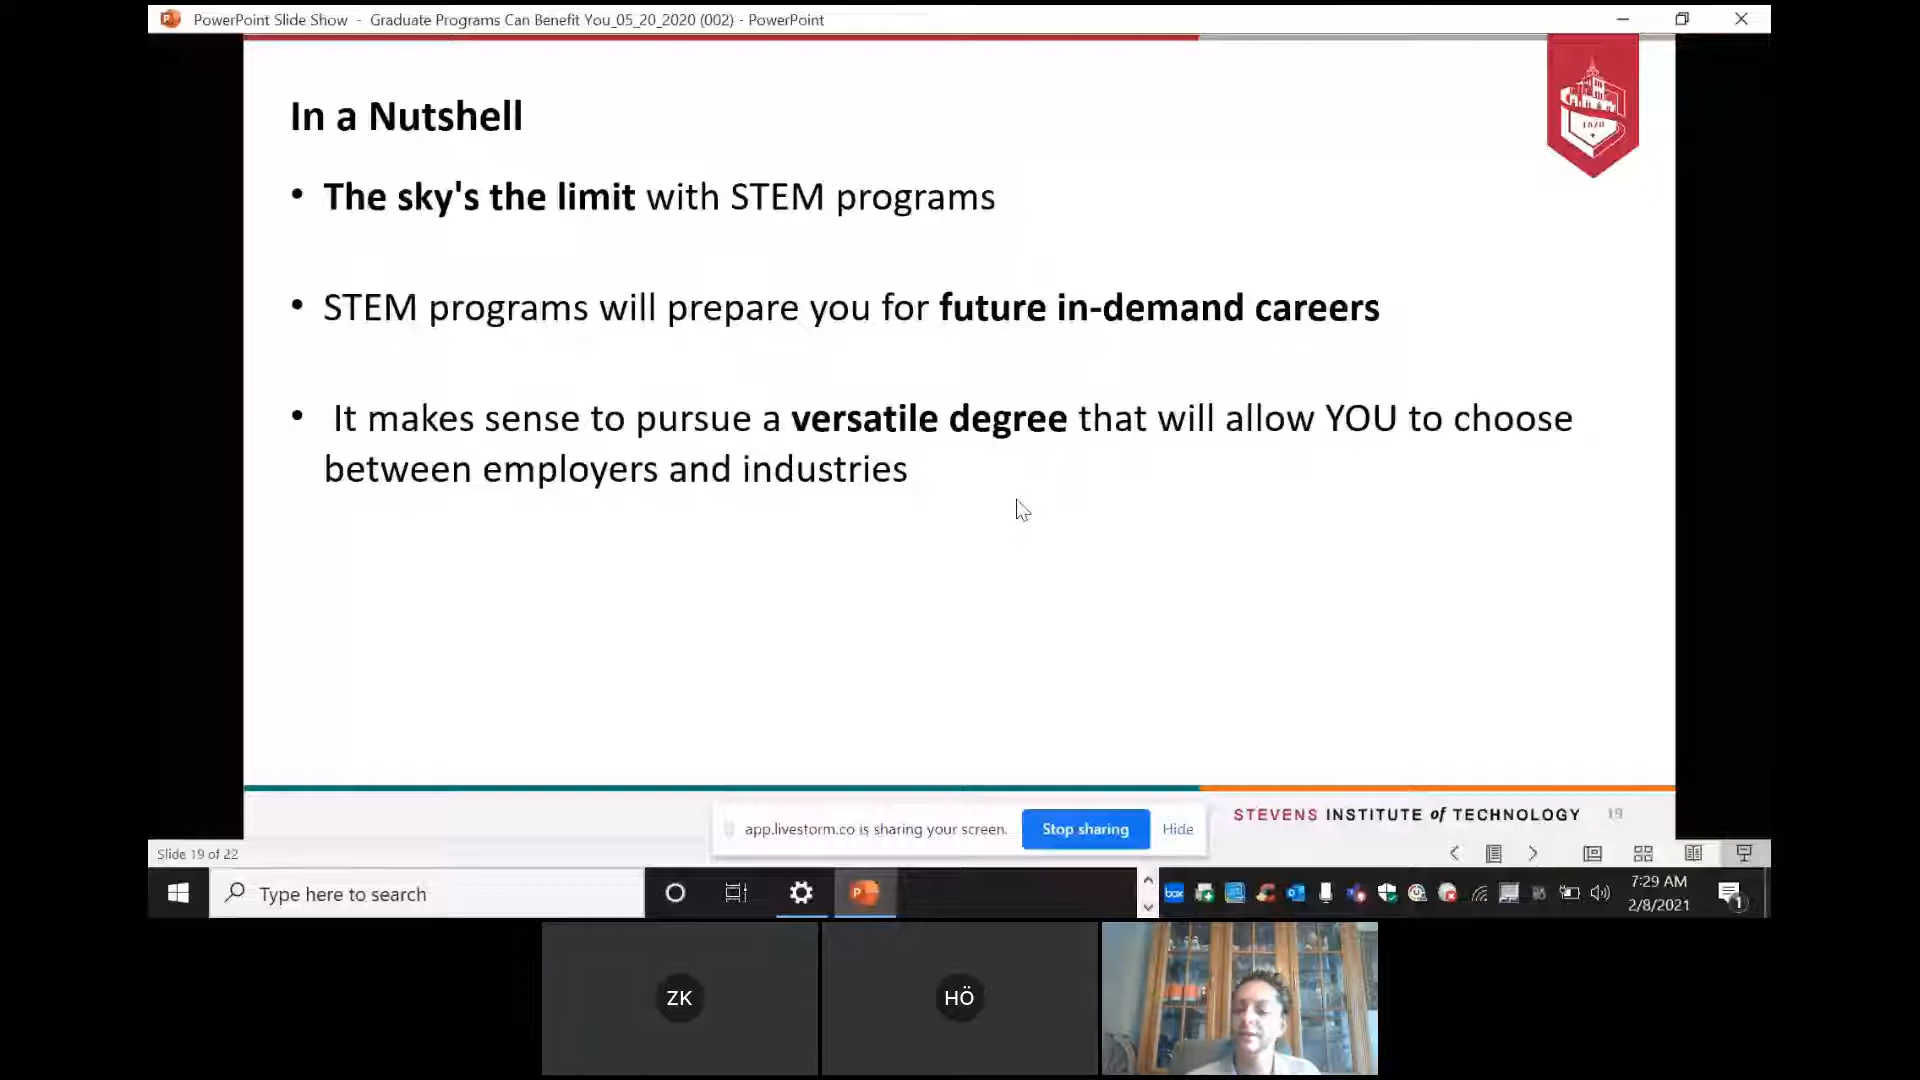 PowerPoint Slide Show - Graduate Programs Can Benefit You_05_20_2020 (002) - PowerPoint
In a Nutshell
1870
• The sky's the limit with STEM programs
• STEM programs will prepare you for future in-demand careers
• It makes sense to pursue a versatile degree that will allow YOU to choose
between employers and industries
STEVENS INSTITUTE of TECHNOLOGY 19
app.livestorm.co is sharing your screen. Stop sharing Hide
Slide 19 of 22
Type here to search
box
7:29 AM
2/8/2021
1
ZK
HÖ